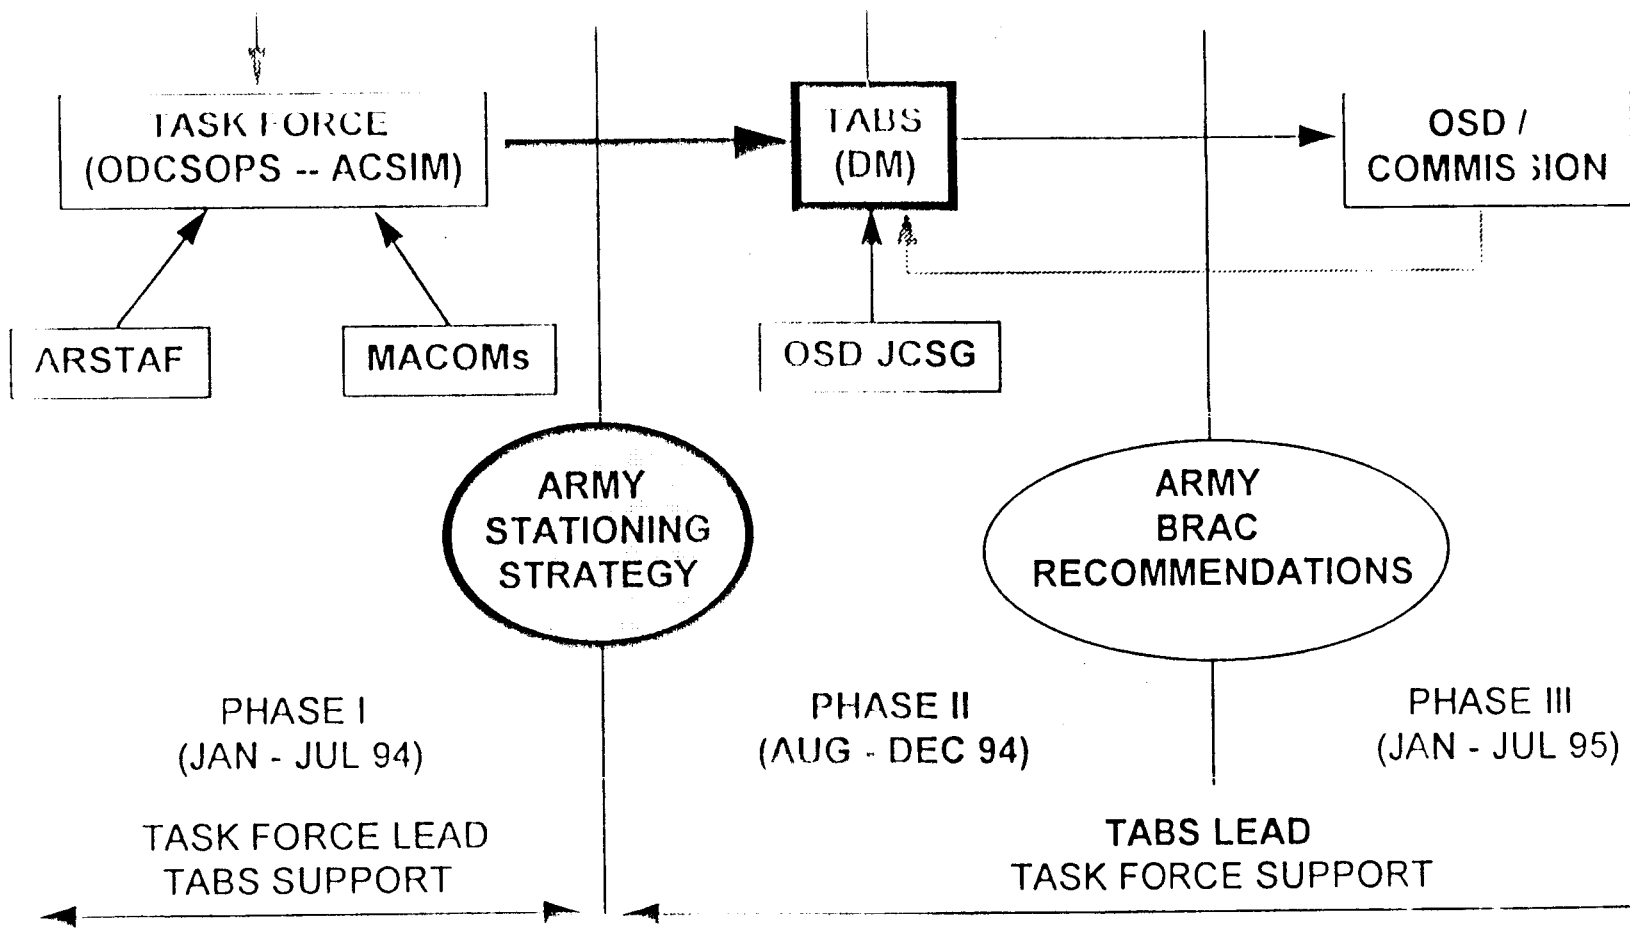 TASK FORCE
(ODCSOPS -- ACSIM)
TABS
(DM)
OSD /
COMMISSION
ARSTAF
MACOMs
OSD JCSG
ARMY
STATIONING
STRATEGY
ARMY
BRAC
RECOMMENDATIONS
PHASE I
(JAN - JUL 94)
PHASE II
(AUG - DEC 94)
PHASE III
(JAN - JUL 95)
TASK FORCE LEAD
TABS SUPPORT
TABS LEAD
TASK FORCE SUPPORT